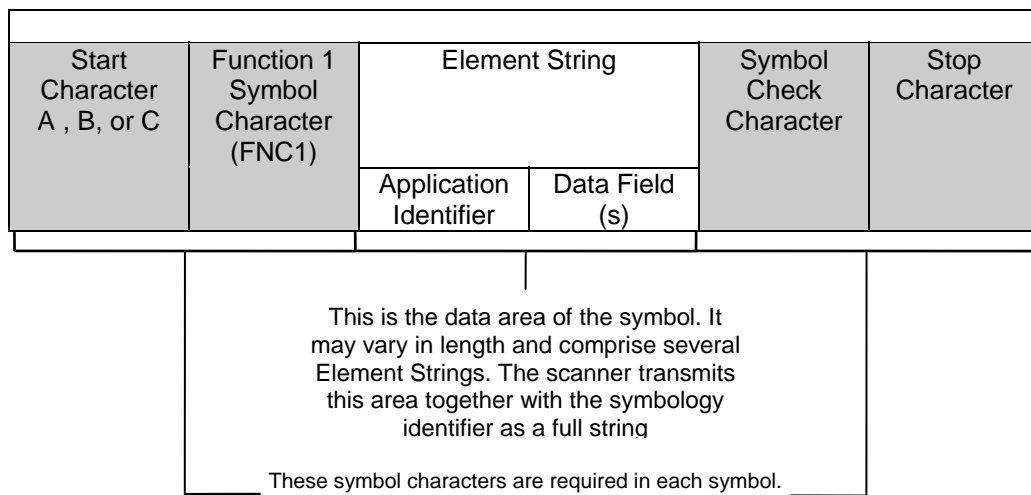 Start
Character
A , B, or C
Function 1
Symbol
Character
(FNC1)
Element String
Symbol
Check
Character
Stop
Character
Application
Identifier
Data Field
(s)
This is the data area of the symbol. It
may vary in length and comprise several
Element Strings. The scanner transmits
this area together with the symbology
identifier as a full string
These symbol characters are required in each symbol.